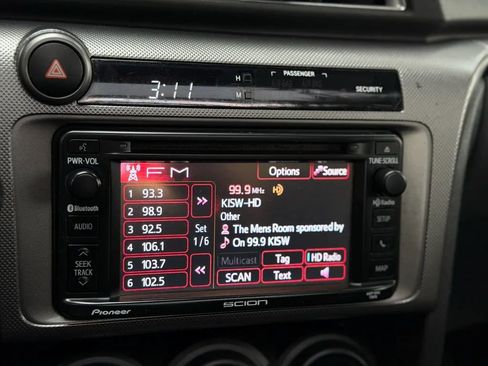 PASSENGER
H
M
3:11
SECURITY
PWR•VOL
Bluetooth
AUDIO
SEEK
TRACK
FM
Options
Source
1 93.3
2 98.9
3 92.5
4 106.1
5 103.7
6 102.5
>>
Set
1/6
<<
99.9 MHz
KISW-HD
Other
The Mens Room sponsored by
On 99.9 KISW
Multicast
Tag
HD Radio
SCAN
Text
TUNE•SCROLL
HD Radio
SETUP
MAP
Pioneer
SCION